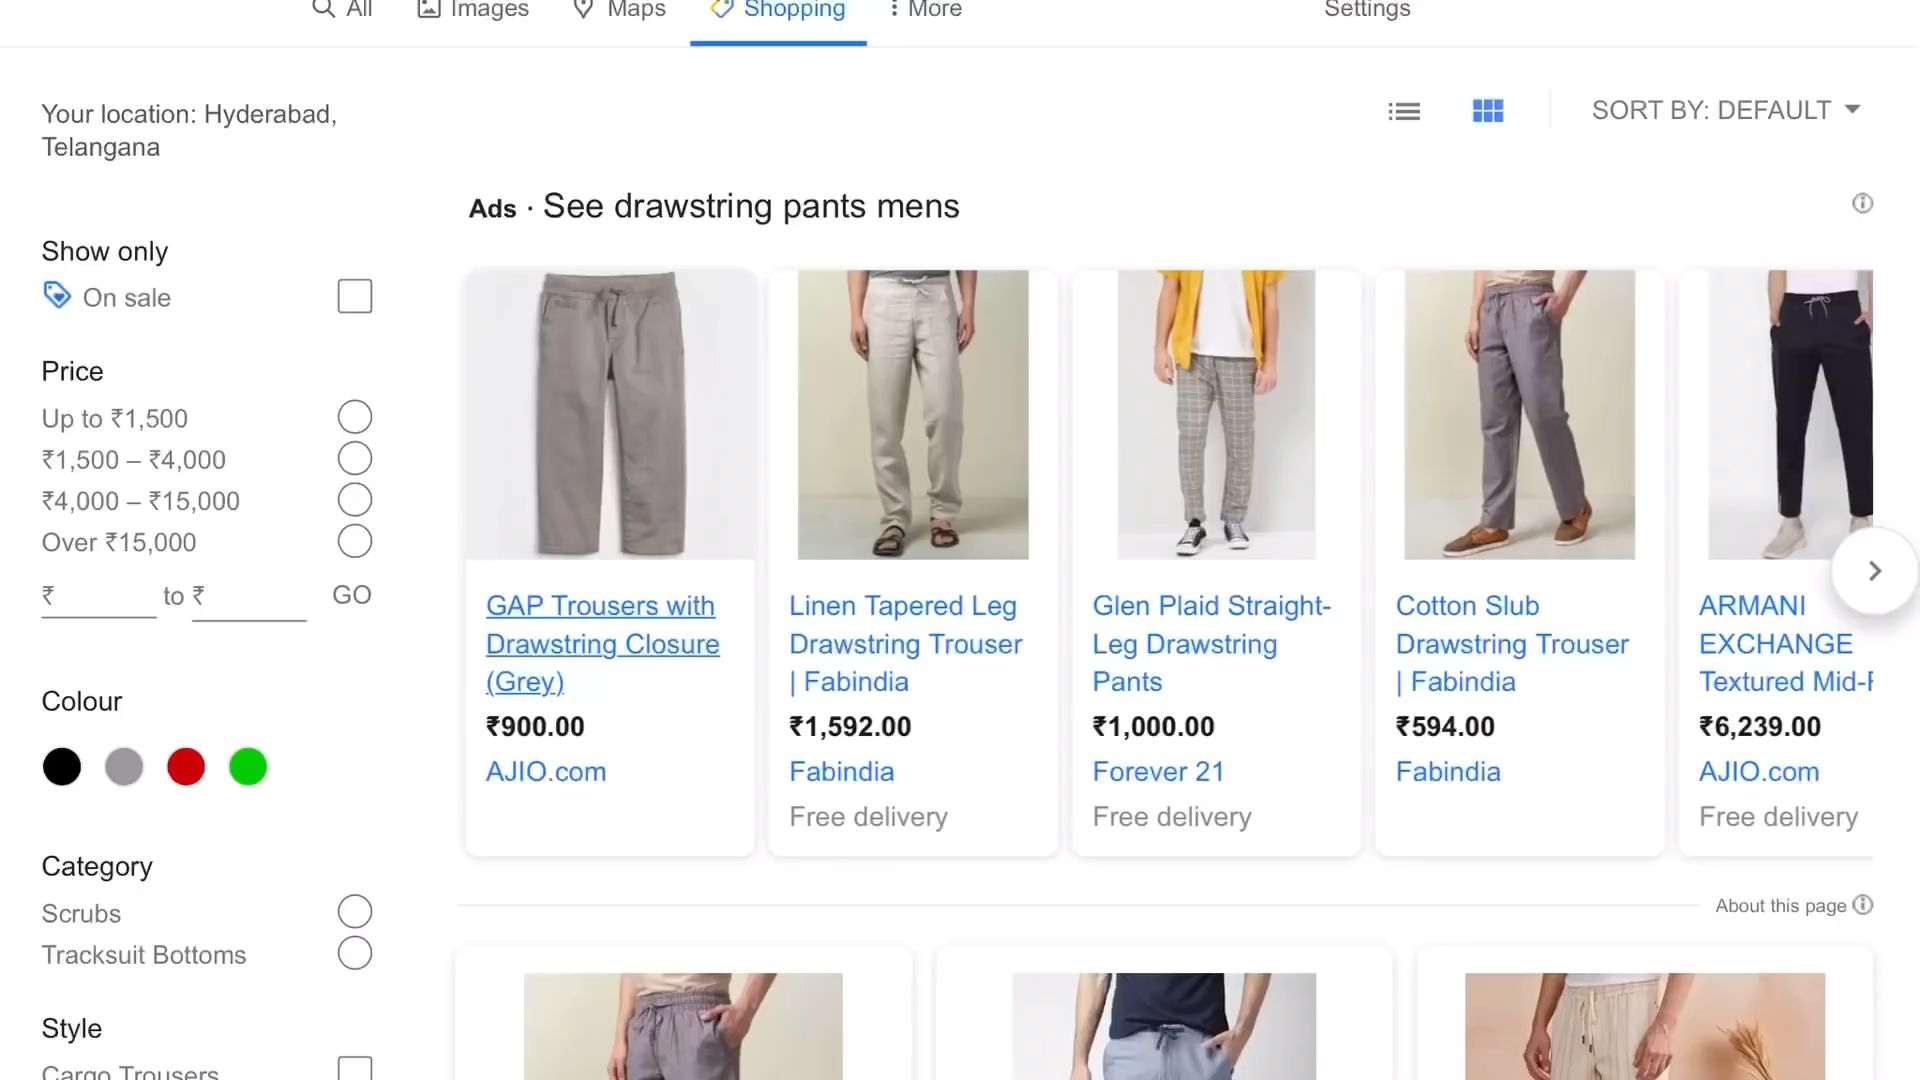 All Images Maps Shopping More Settings
Your location: Hyderabad,
Telangana
SORT BY: DEFAULT
Ads · See drawstring pants mens
Show only
On sale
Price
Up to ₹1,500
₹1,500 – ₹4,000
₹4,000 – ₹15,000
Over ₹15,000
₹ to ₹ GO
Colour
Category
Scrubs
Tracksuit Bottoms
Style
Cargo Trousers
GAP Trousers with
Drawstring Closure
(Grey)
₹900.00
AJIO.com
Linen Tapered Leg
Drawstring Trouser
| Fabindia
₹1,592.00
Fabindia
Free delivery
Glen Plaid Straight-
Leg Drawstring
Pants
₹1,000.00
Forever 21
Free delivery
Cotton Slub
Drawstring Trouser
| Fabindia
₹594.00
Fabindia
ARMANI
EXCHANGE
Textured Mid-
₹6,239.00
AJIO.com
Free delivery
About this page